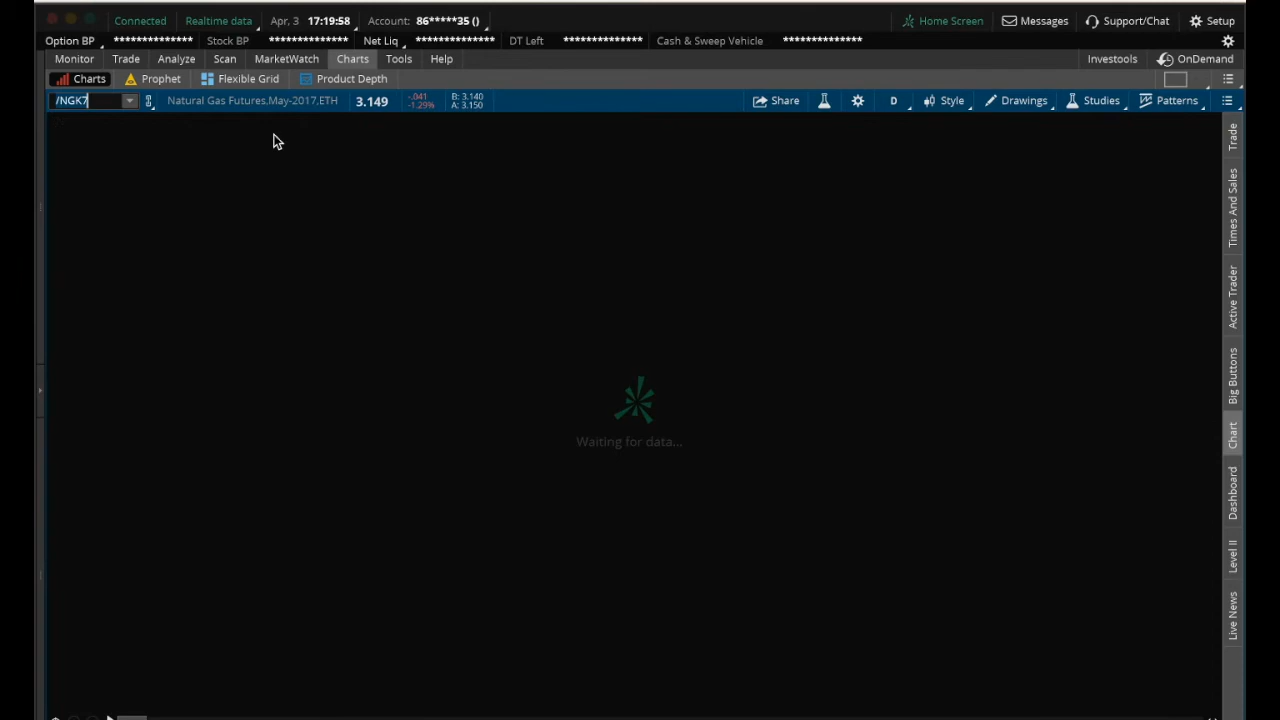 Connected Realtime data Apr, 3 17:19:58 Account: 86*****35 () Home Screen Messages Support/Chat Setup
Option BP ************* Stock BP ************* Net Liq ************* DT Left ************* Cash & Sweep Vehicle *************
Monitor Trade Analyze Scan MarketWatch Charts Tools Help Investools OnDemand
Charts Prophet Flexible Grid Product Depth
/NGK7 Natural Gas Futures,May-2017,ETH 3.149 -.041 B: 3.140 Share D Style Drawings Studies Patterns
-1.29% A: 3.150
Waiting for data...
Trade
Times And Sales
Active Trader
Big Buttons
Chart
Dashboard
Level II
Live News